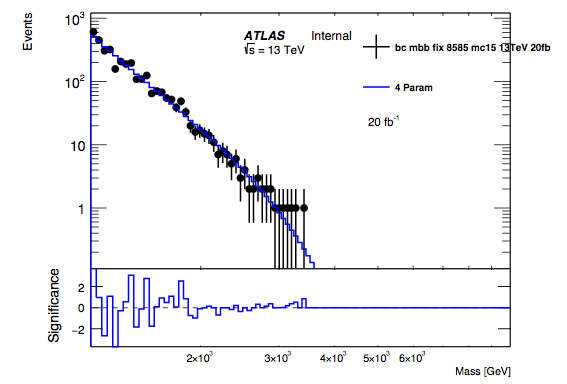 Events
10³
10²
10
1
ATLAS Internal
√s = 13 TeV
bc mbb fix 8585 mc15 13TeV 20fb
4 Param
20 fb⁻¹
Significance
2
0
−2
2×10³ 3×10³ 4×10³ 5×10³ 6×10³
Mass [GeV]